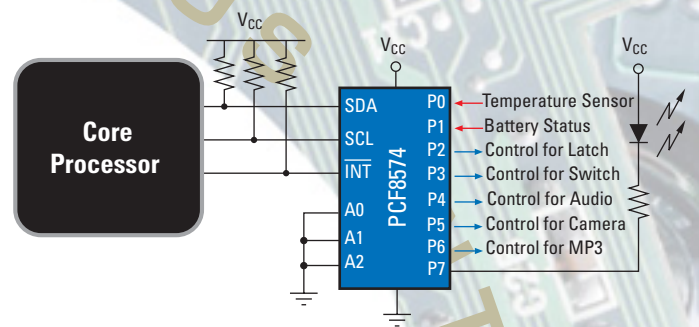 VCC
VCC
VCC
Core
Processor
SDA
SCL
INT
A0
A1
A2
PCF8574
P0
P1
P2
P3
P4
P5
P6
P7
Temperature Sensor
Battery Status
Control for Latch
Control for Switch
Control for Audio
Control for Camera
Control for MP3